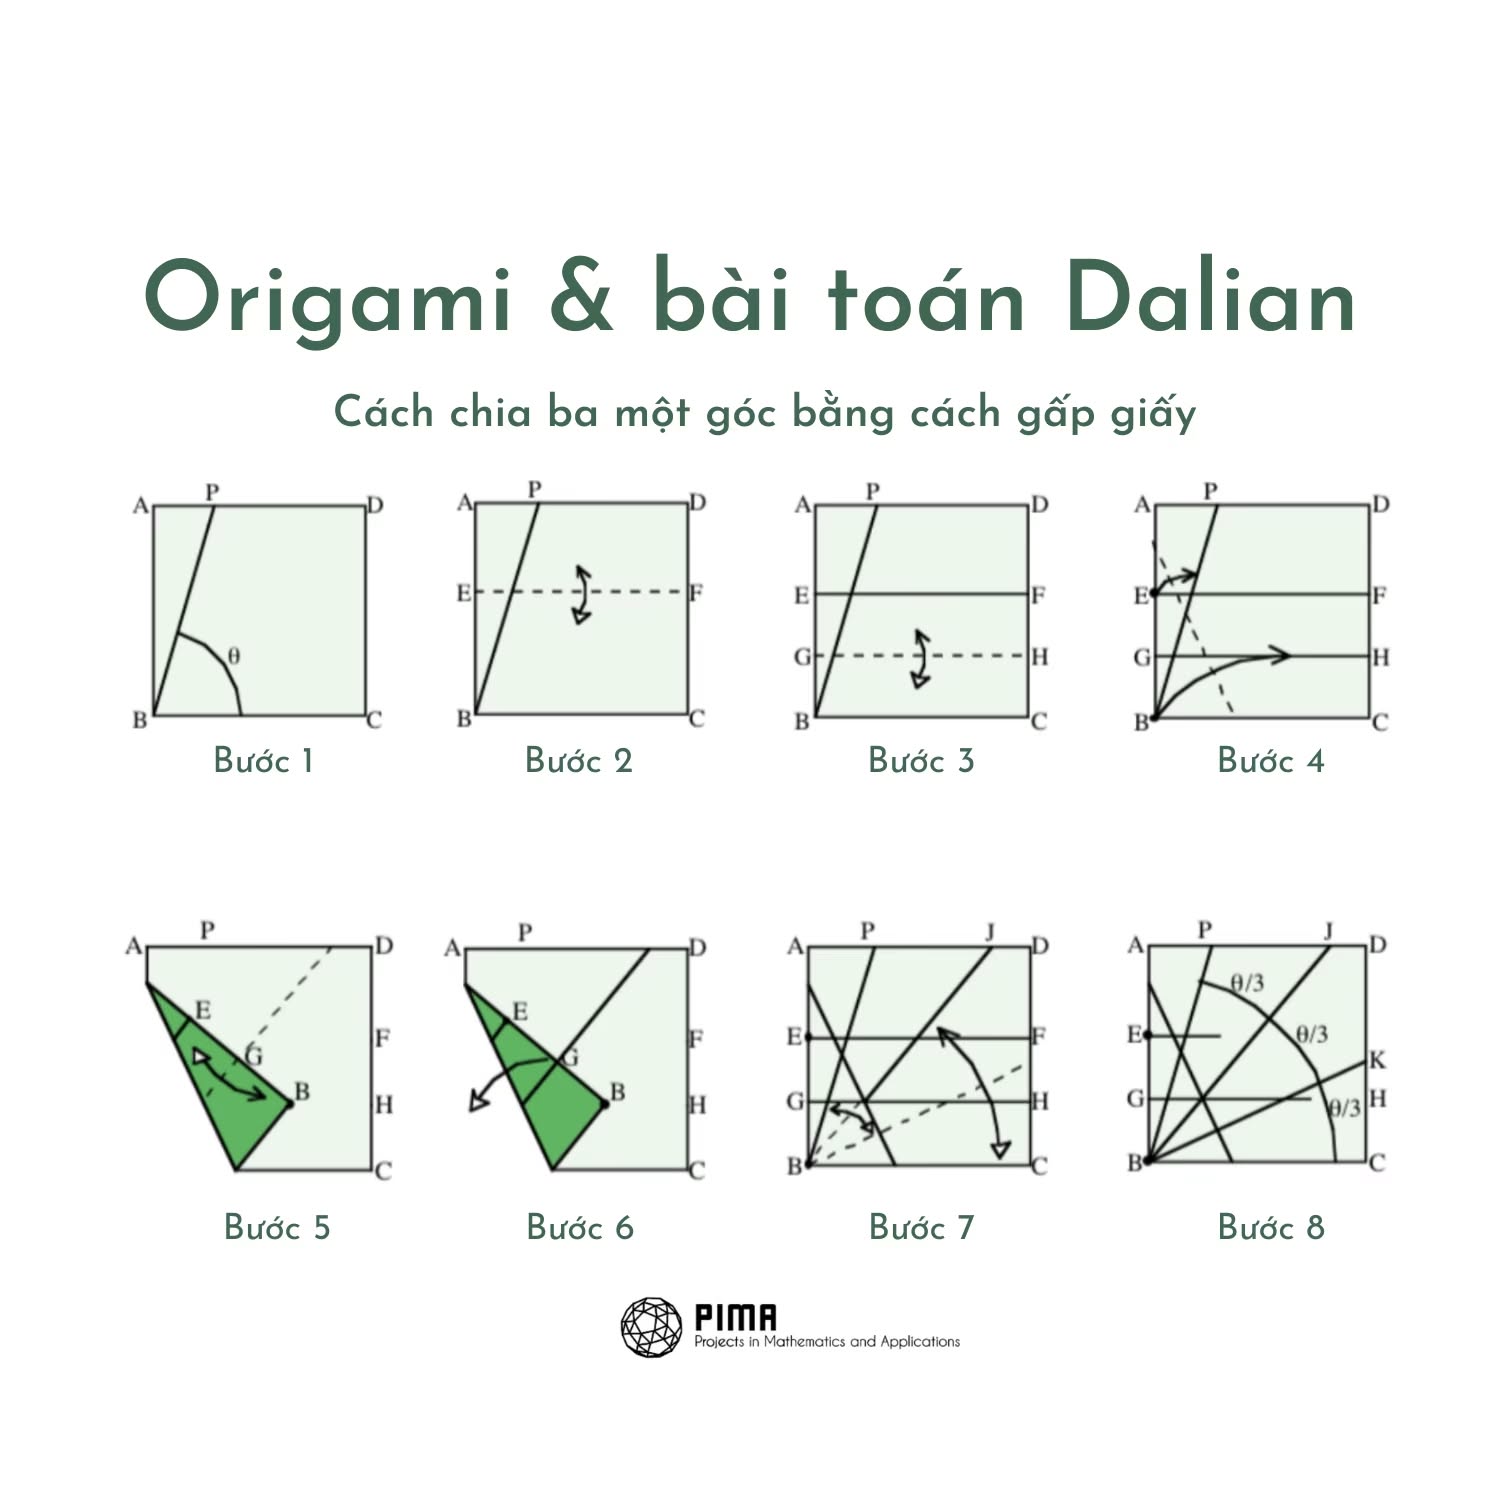 Origami & bài toán Dalian
Cách chia ba một góc bằng cách gấp giấy
A P D
θ
B C
Bước 1
A P D
E F
B C
Bước 2
A P D
E F
G H
B C
Bước 3
A P D
E F
G H
B C
Bước 4
A P D
E F
G
B H
C
Bước 5
A P D
E F
G
B H
C
Bước 6
A P J D
E F
G H
B C
Bước 7
A P J D
θ/3
E θ/3
K
G θ/3 H
B C
Bước 8
PIMA
Projects in Mathematics and Applications